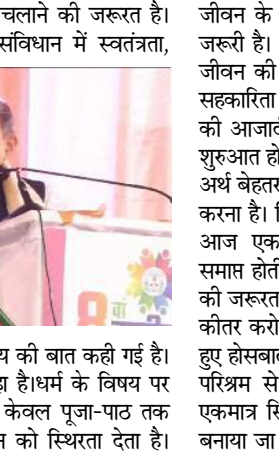 चलाने की जरूरत है।
संविधान में स्वतंत्रता,
8 वां
य की बात कही गई है।
हा है।धर्म के विषय पर
केवल पूजा-पाठ तक
न को स्थिरता देता है।
जीवन के
जरूरी है।
जीवन की
सहकारिता
की आजादी
शुरुआत हो
अर्थ बेहतर
करना है।
आज एक
समाप्त होती
की जरूरत
कीतर करो
हुए होसबाले
परिश्रम से
एकमात्र
बनाया जा